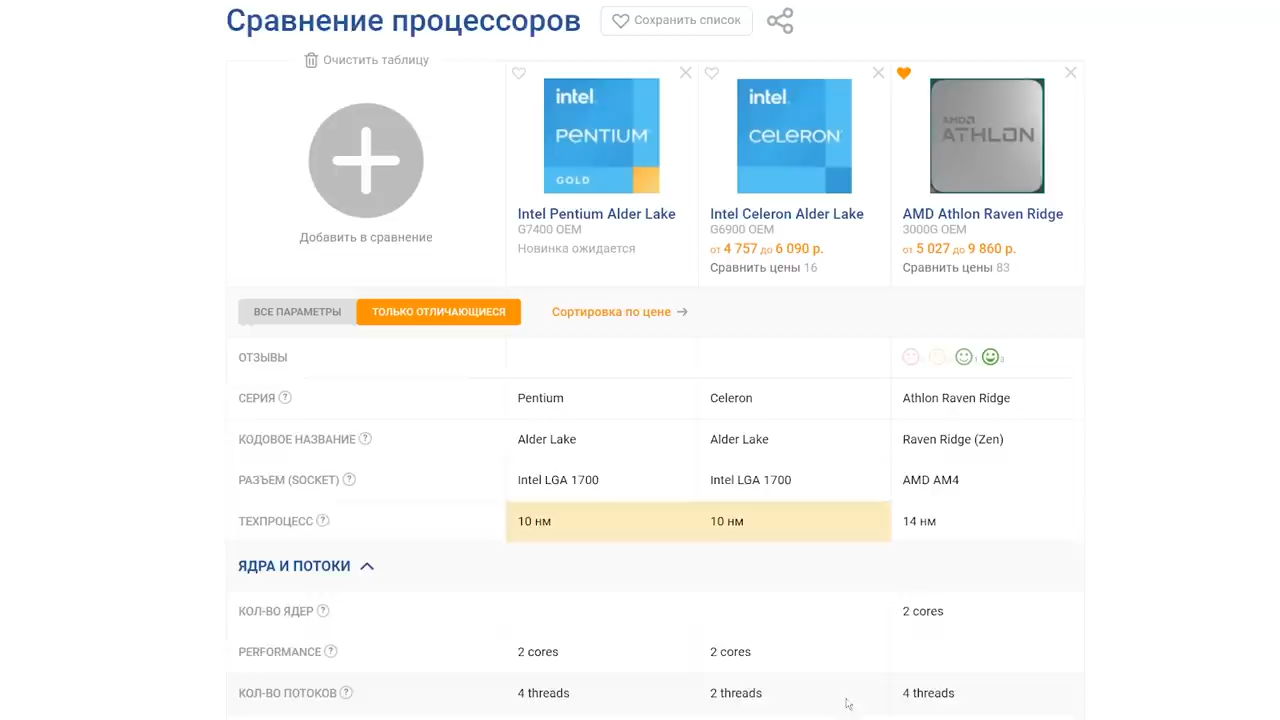 Сравнение процессоров
Сохранить список
Очистить таблицу
Добавить в сравнение
intel
PENTIUM
GOLD
Intel Pentium Alder Lake
G7400 OEM
Новинка ожидается
intel
CELERON
Intel Celeron Alder Lake
G6900 OEM
от 4 757 до 6 090 р.
Сравнить цены 16
AMD
ATHLON
AMD Athlon Raven Ridge
3000G OEM
от 5 027 до 9 860 р.
Сравнить цены 83
ВСЕ ПАРАМЕТРЫ ТОЛЬКО ОТЛИЧАЮЩИЕСЯ Сортировка по цене →
ОТЗЫВЫ
СЕРИЯ ? Pentium Celeron Athlon Raven Ridge
КОДОВОЕ НАЗВАНИЕ ? Alder Lake Alder Lake Raven Ridge (Zen)
РАЗЪЕМ (SOCKET) ? Intel LGA 1700 Intel LGA 1700 AMD AM4
ТЕХПРОЦЕСС ? 10 нм 10 нм 14 нм
ЯДРА И ПОТОКИ
КОЛ-ВО ЯДЕР ? 2 cores
PERFORMANCE ? 2 cores 2 cores
КОЛ-ВО ПОТОКОВ ? 4 threads 2 threads 4 threads